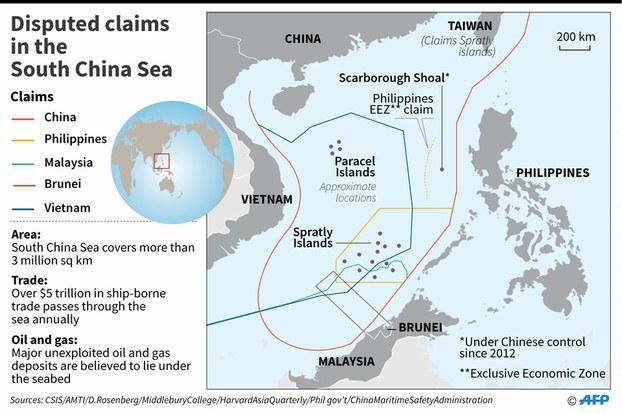 Disputed claims
in the
South China Sea
Claims
China
Philippines
Malaysia
Brunei
Vietnam
Area:
South China Sea covers more than
3 million sq km
Trade:
Over $5 trillion in ship-borne
trade passes through the
sea annually
Oil and gas:
Major unexploited oil and gas
deposits are believed to lie under
the seabed
CHINA
TAIWAN
(Claims Spratly
islands)
200 km
Scarborough Shoal*
Philippines
EEZ** claim
Paracel
Islands
Approximate
locations
PHILIPPINES
VIETNAM
Spratly
Islands
BRUNEI
MALAYSIA
*Under Chinese control
since 2012
**Exclusive Economic Zone
Sources: CSIS/AMTI/D.Rosenberg/MiddleburyCollege/HarvardAsiaQuarterly/Phil gov't/ChinaMaritimeSafetyAdministration
© AFP